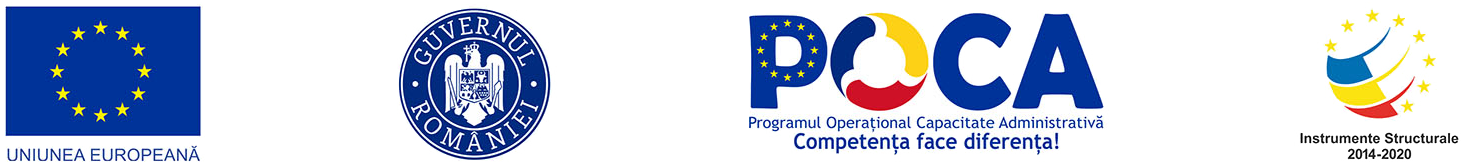 UNIUNEA EUROPEANĂ
GUVERNUL
ROMÂNIEI
POCA
Programul Operațional Capacitate Administrativă
Competența face diferența!
Instrumente Structurale
2014-2020